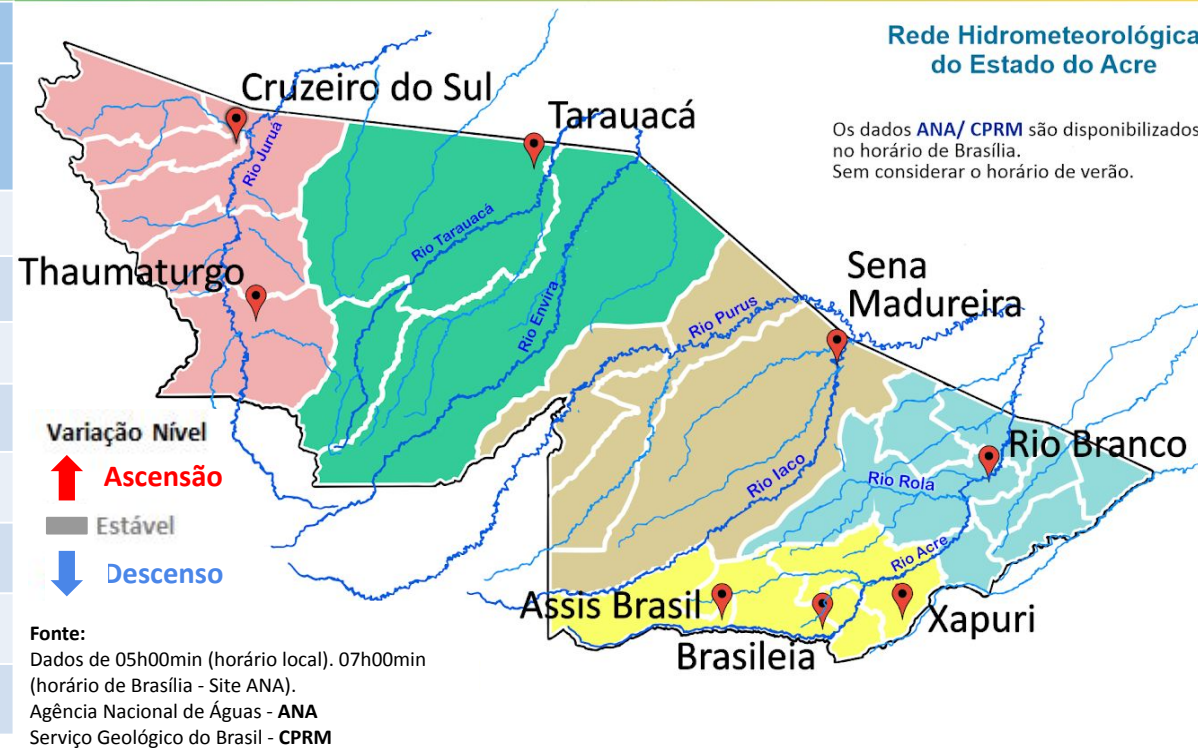 Rede Hidrometeorológica
do Estado do Acre
Os dados ANA/ CPRM são disponibilizados
no horário de Brasília.
Sem considerar o horário de verão.
Cruzeiro do Sul
Tarauacá
Rio Juruá
Rio Tarauacá
Thaumaturgo
Rio Envira
Sena
Madureira
Rio Purus
Variação Nível
Ascensão
Estável
Descenso
Rio Branco
Rio Iaco
Rio Rola
Rio Acre
Assis Brasil
Xapuri
Brasileia
Fonte:
Dados de 05h00min (horário local). 07h00min
(horário de Brasília - Site ANA).
Agência Nacional de Águas - ANA
Serviço Geológico do Brasil - CPRM